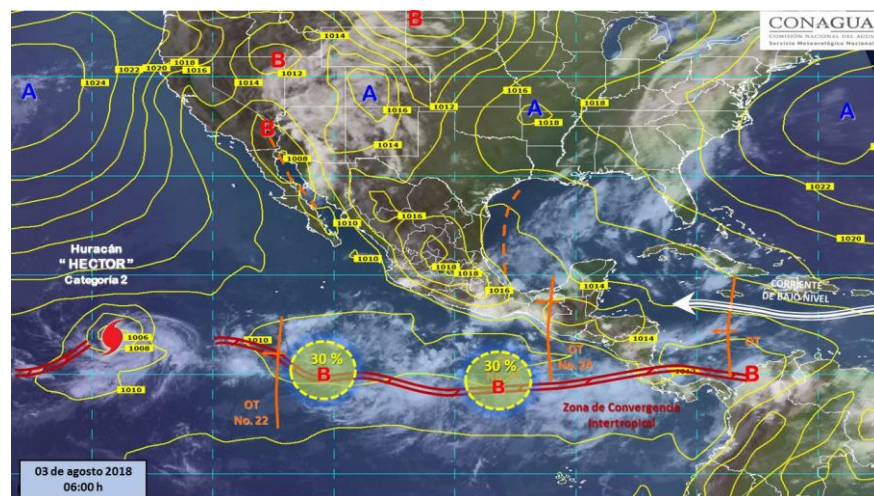 CONAGUA
COMISIÓN NACIONAL DEL AGUA
Servicio Meteorológico Nacional
B
1014
B
1012
1014
1018
1022
1020
1016
1024
A
A
1016
1012
1014
1016
A
1018
1018
A
1022
1020
B
1008
1010
1010
1016
1018
1018
1016
1014
Huracán
“ HECTOR”
Categoría 2
1006
1008
1010
1010
30 %
B
30 %
B
OT
No. 22
OT
CORRIENTE
DE BAJO NIVEL
OT
1014
B
Zona de Convergencia
Intertropical
03 de agosto 2018
06:00 h